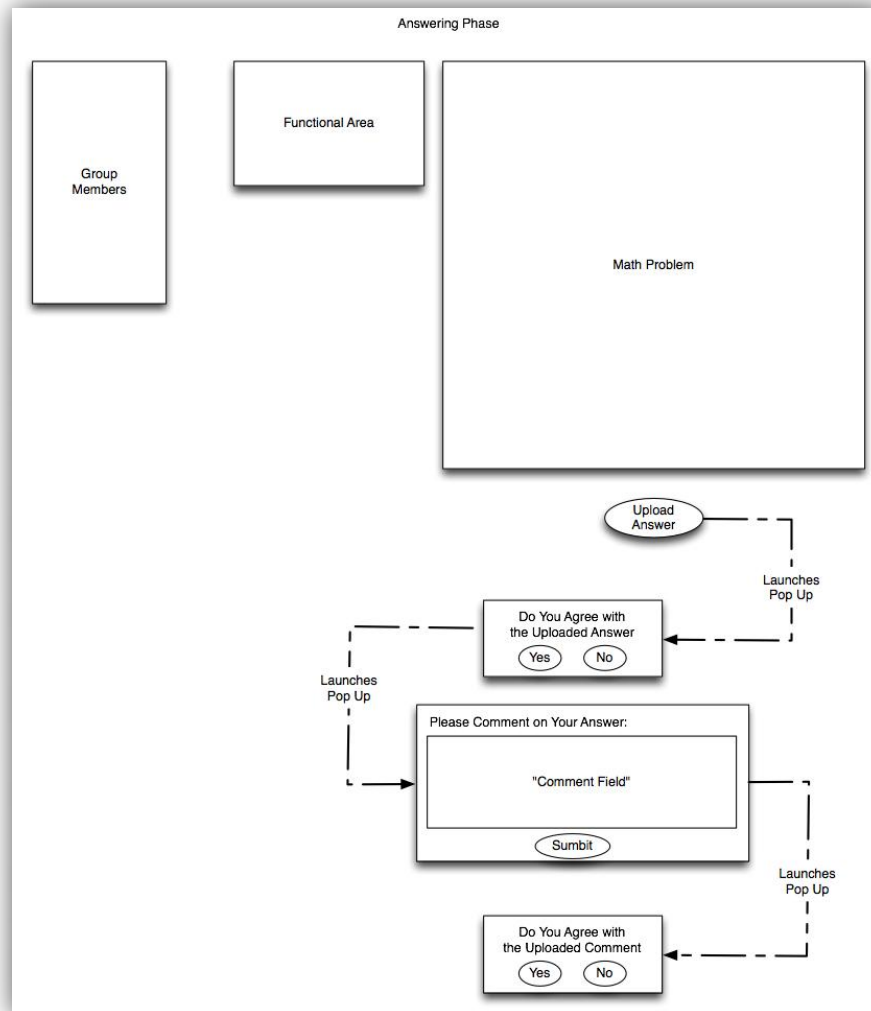 Answering Phase
Group
Members
Functional Area
Math Problem
Upload
Answer
Launches
Pop Up
Do You Agree with
the Uploaded Answer
Yes
No
Launches
Pop Up
Please Comment on Your Answer:
"Comment Field"
Sumbit
Launches
Pop Up
Do You Agree with
the Uploaded Comment
Yes
No